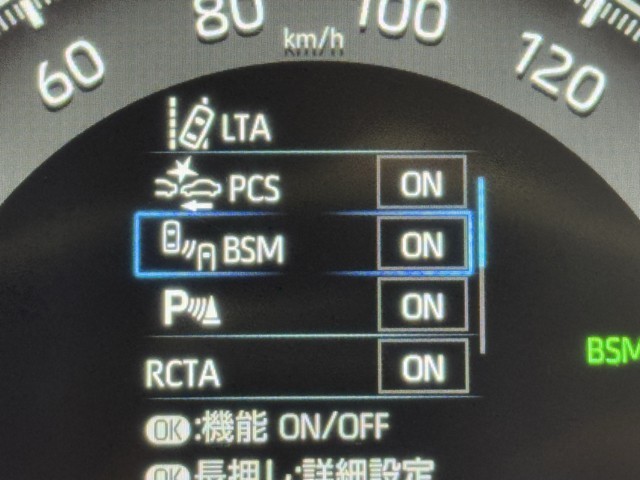 80 100
km/h
60 120
LTA
PCS ON
BSM ON
P ON
BSM
RCTA ON
OK:機能 ON/OFF
OK長押し:詳細設定